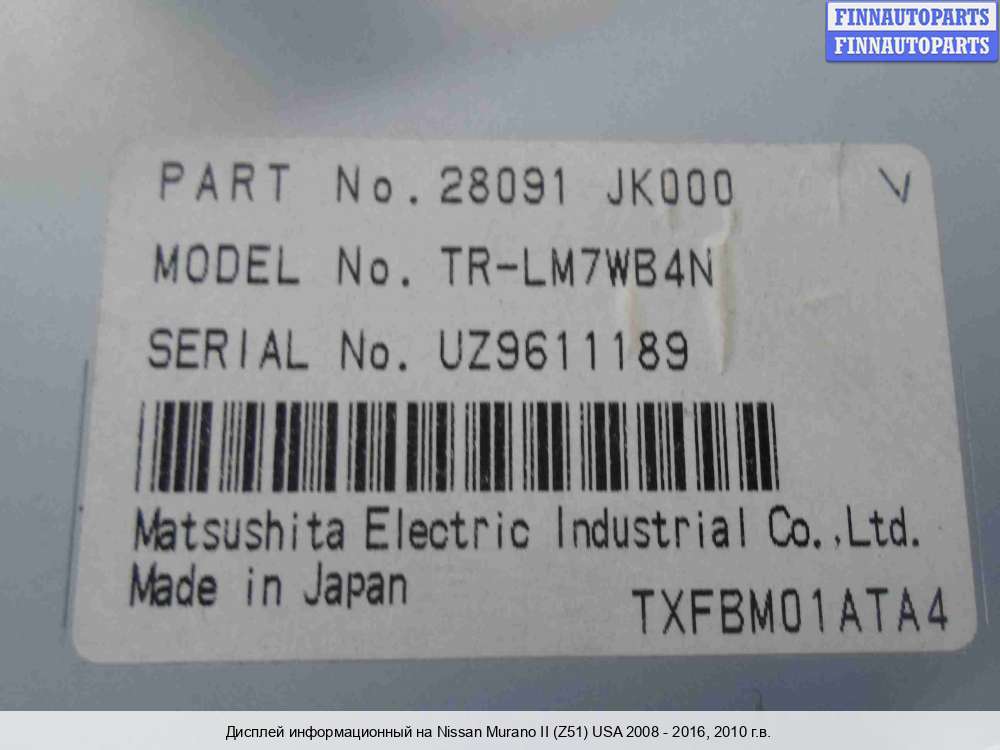 FINNAUTOPARTS
FINNAUTOPARTS
PART No. 28091 JK000
MODEL No. TR-LM7WB4N
SERIAL No. UZ9611189
Matsushita Electric Industrial Co.,Ltd.
Made in Japan
TXFBM01ATA4
Дисплей информационный на Nissan Murano II (Z51) USA 2008 - 2016, 2010 г.в.